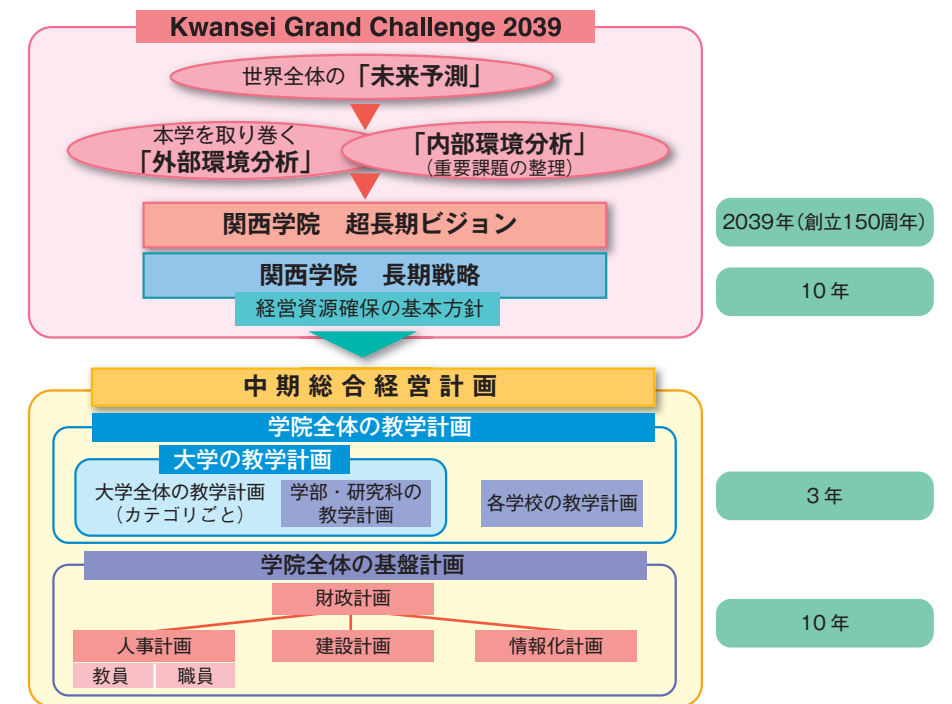 Kwansei Grand Challenge 2039
世界全体の「未来予測」
本学を取り巻く
「外部環境分析」
「内部環境分析」
(重要課題の整理)
関西学院　超長期ビジョン
2039年(創立150周年)
関西学院　長期戦略
10年
経営資源確保の基本方針
中期総合経営計画
学院全体の教学計画
大学の教学計画
大学全体の教学計画
(カテゴリごと)
学部・研究科の
教学計画
各学校の教学計画
3年
学院全体の基盤計画
財政計画
10年
人事計画
建設計画
情報化計画
教員
職員